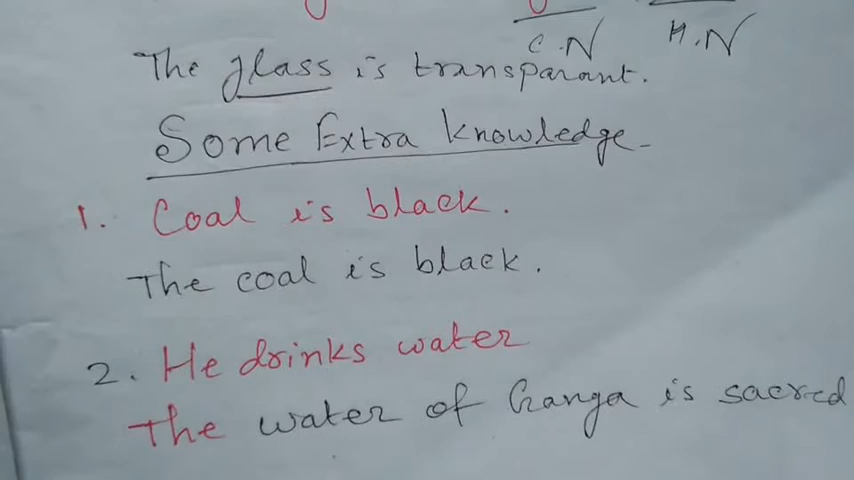 C.N M.N
The glass is transparant.
Some Extra knowledge
1. Coal is black.
The coal is black.
2. He drinks water
The water of Ganga is sacred